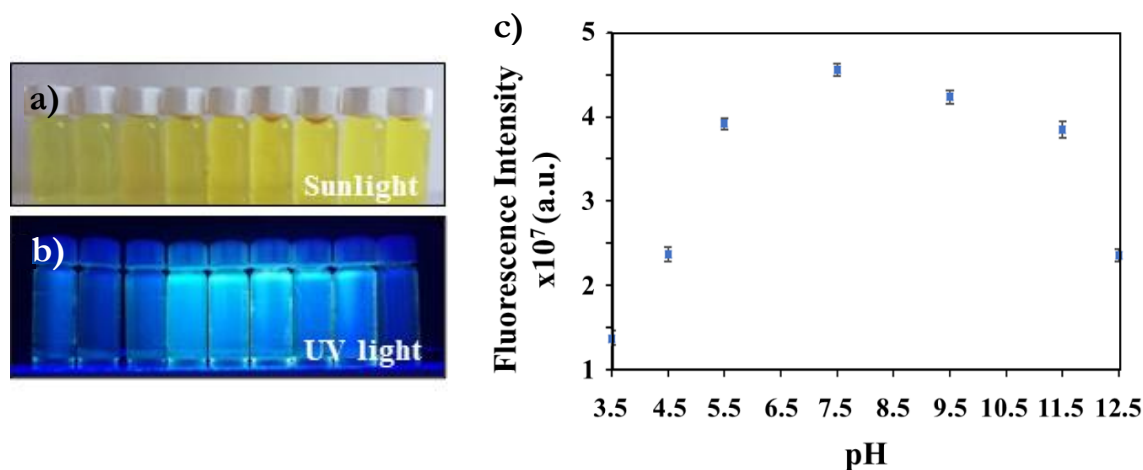 a)
Sunlight
b)
UV light
c)
Fluorescence Intensity
x10⁷ (a.u.)
5
4
3
2
1
3.5 4.5 5.5 6.5 7.5 8.5 9.5 10.5 11.5 12.5
pH